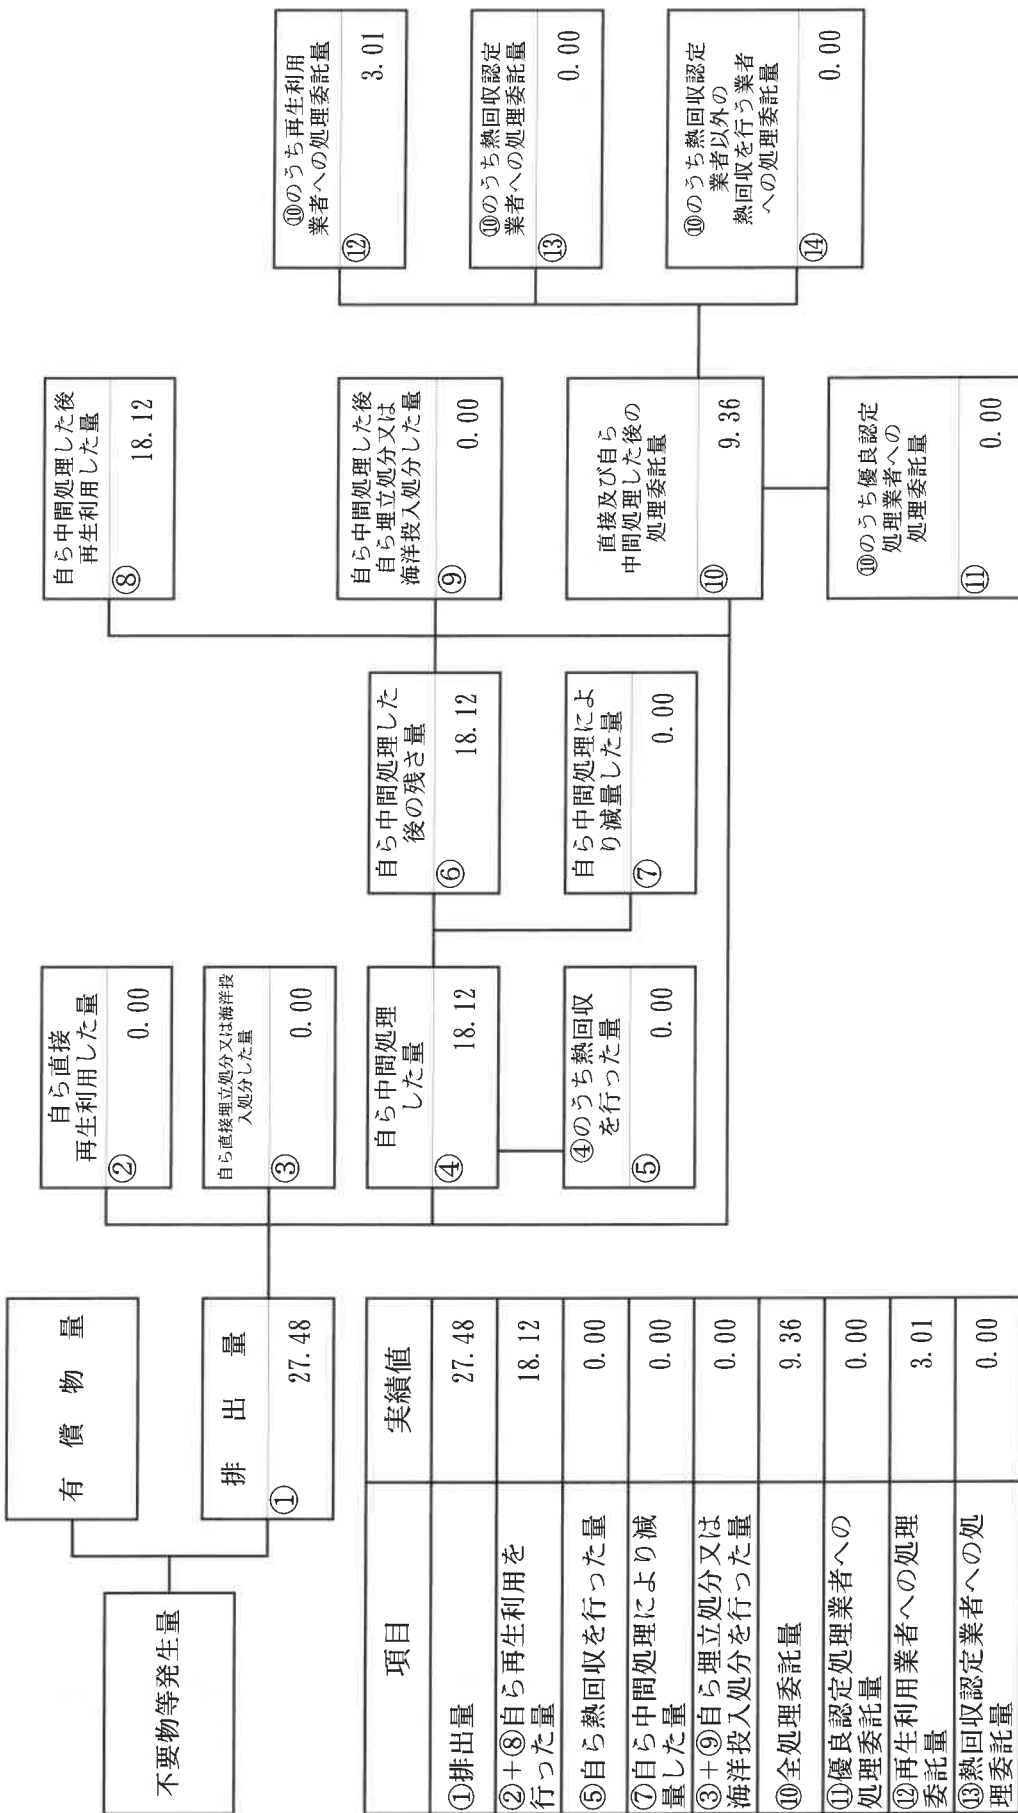 不要物等発生量
有償物量
排出量
① 27.48
自ら直接
再生利用した量
② 0.00
自ら直接埋立処分又は海洋投
入処分した量
③ 0.00
自ら中間処理
した量
④ 18.12
④のうち熱回収
を行った量
⑤ 0.00
自ら中間処理した
後の残さ量
⑥ 18.12
自ら中間処理によ
り減量した量
⑦ 0.00
自ら中間処理した後
再生利用した量
⑧ 18.12
自ら中間処理した後
自ら埋立処分又は
海洋投入処分した量
⑨ 0.00
直接及び自ら
中間処理した後の
処理委託量
⑩ 9.36
⑩のうち優良認定
処理業者への
処理委託量
⑪ 0.00
⑩のうち再生利用
業者への処理委託量
⑫ 3.01
⑩のうち熱回収認定
業者への処理委託量
⑬ 0.00
⑩のうち熱回収認定
業者以外の
熱回収を行う業者
への処理委託量
⑭ 0.00
項目 実績値
①排出量 27.48
②+⑧自ら再生利用を
行った量 18.12
⑤自ら熱回収を行った量 0.00
⑦自ら中間処理により減
量した量 0.00
③+⑨自ら埋立処分又は
海洋投入処分を行った量 0.00
⑩全処理委託量 9.36
⑪優良認定処理業者への
処理委託量 0.00
⑫再生利用業者への処理
委託量 3.01
⑬熱回収認定業者への処
理委託量 0.00